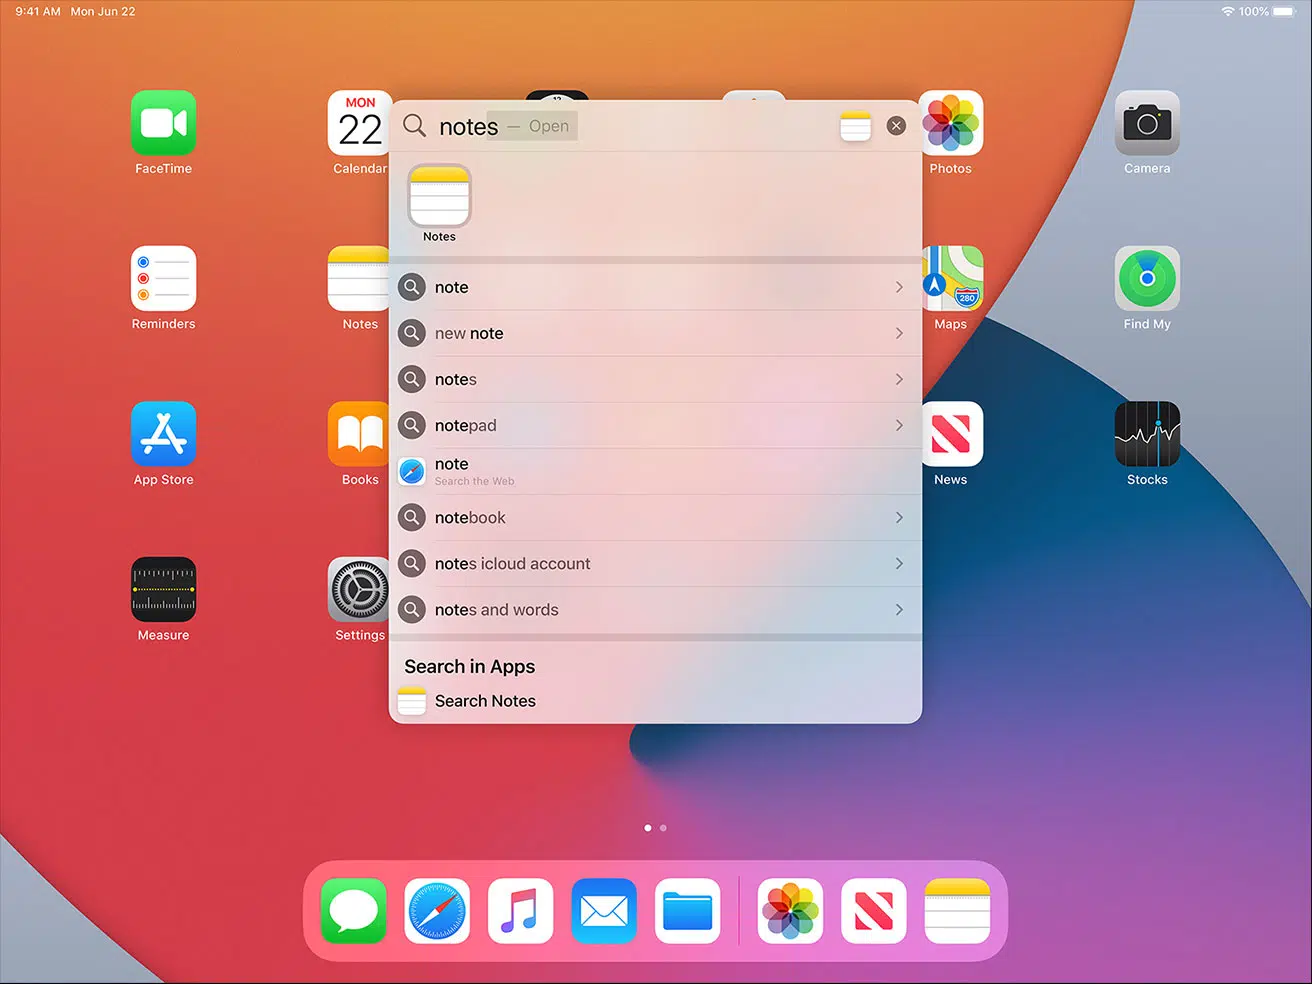 9:41 AM Mon Jun 22
100%
FaceTime
MON
22
Calendar
12
Photos
Camera
notes — Open
Notes
Reminders
Notes
Maps
280
Find My
note
new note
notes
notepad
note
Search the Web
notebook
notes icloud account
notes and words
Search in Apps
Search Notes
App Store
Books
News
Stocks
Measure
Settings